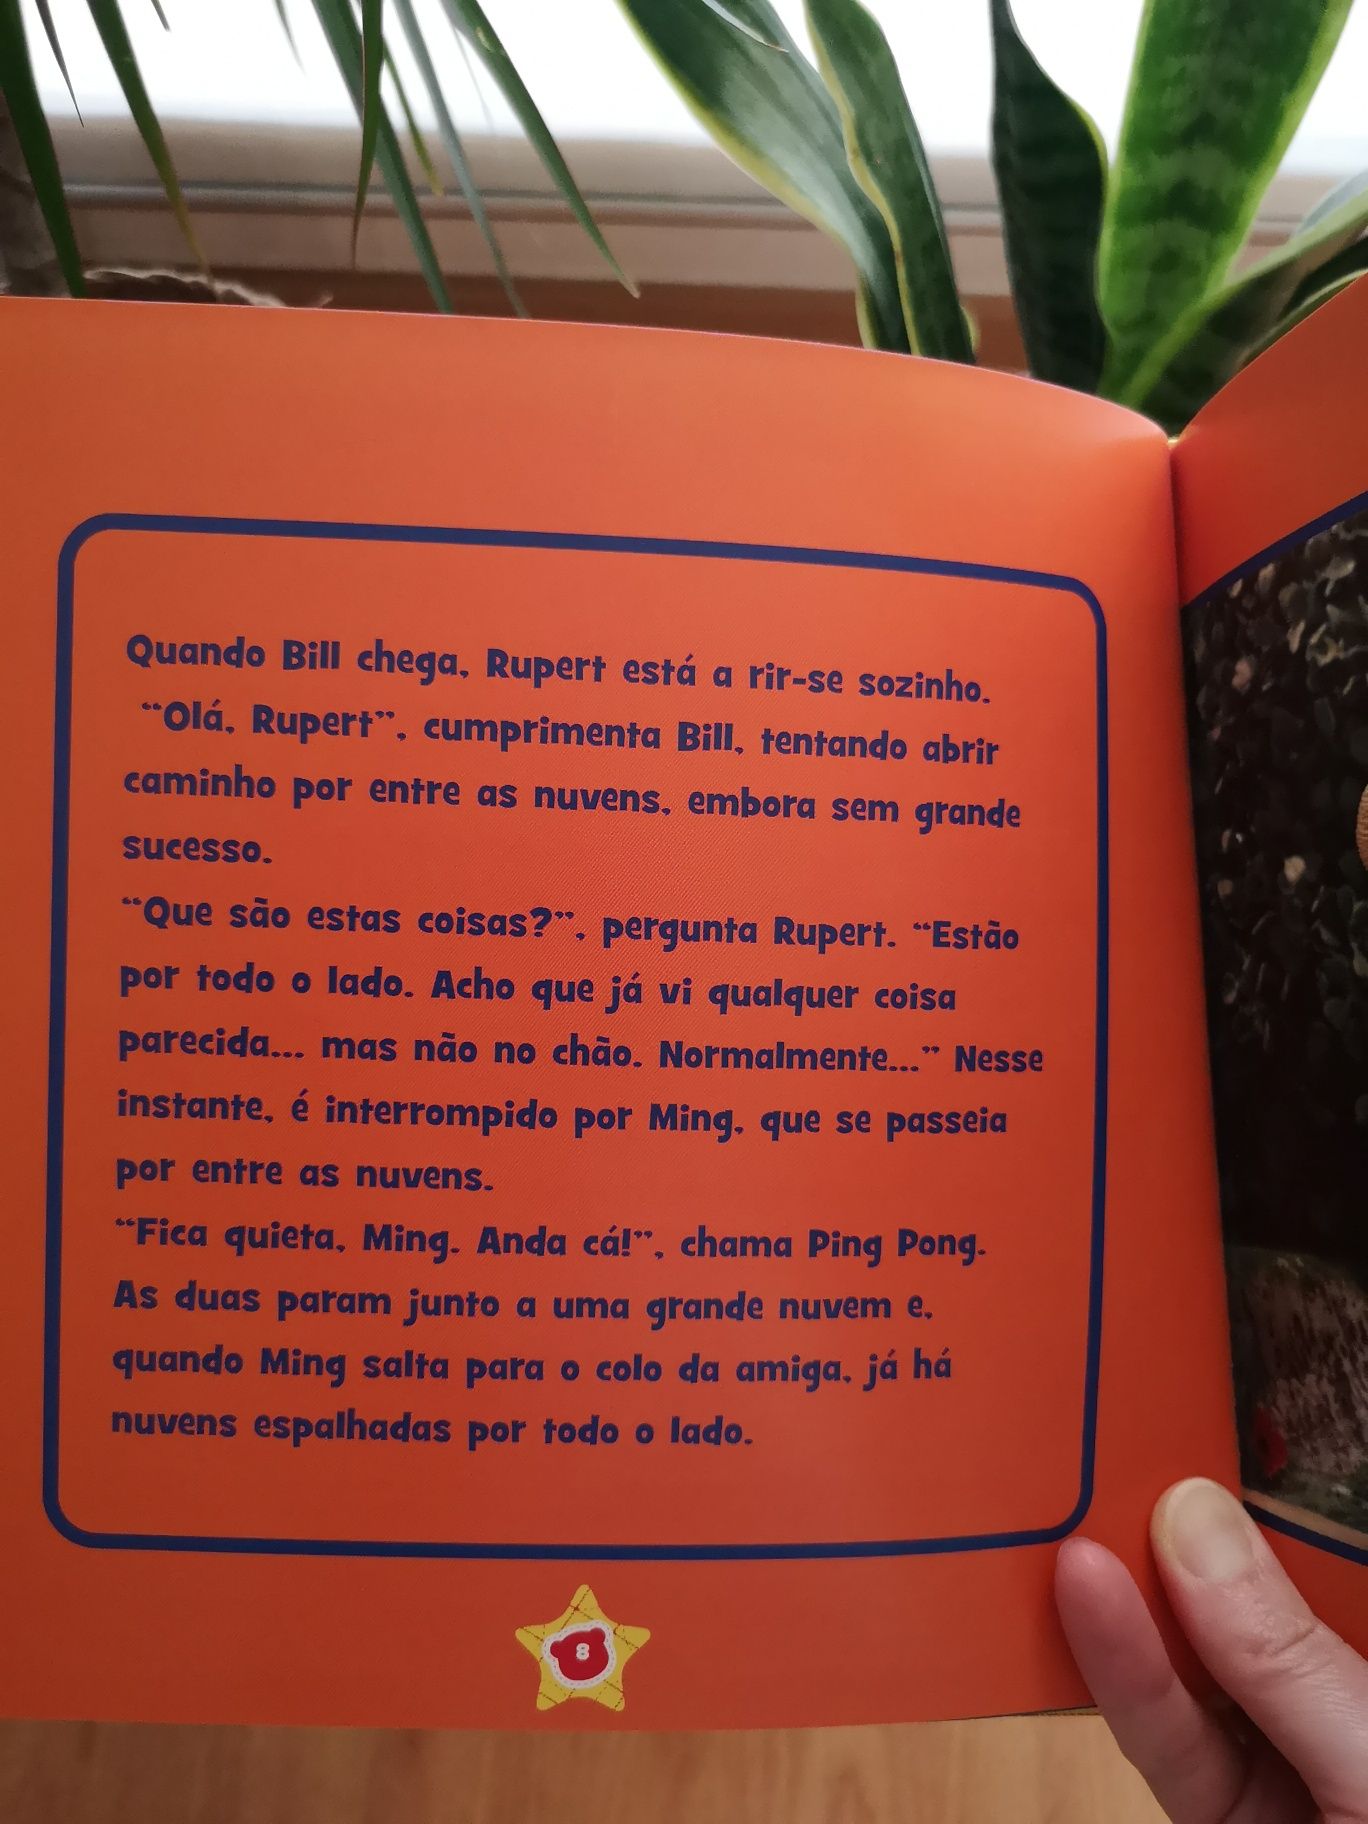 Quando Bill chega, Rupert está a rir-se sozinho.
“Olá, Rupert”, cumprimenta Bill, tentando abrir
caminho por entre as nuvens, embora sem grande
sucesso.
“Que são estas coisas?”, pergunta Rupert. “Estão
por todo o lado. Acho que já vi qualquer coisa
parecida... mas não no chão. Normalmente...” Nesse
instante, é interrompido por Ming, que se passeia
por entre as nuvens.
“Fica quieta, Ming. Anda cá!”, chama Ping Pong.
As duas param junto a uma grande nuvem e,
quando Ming salta para o colo da amiga, já há
nuvens espalhadas por todo o lado.
8